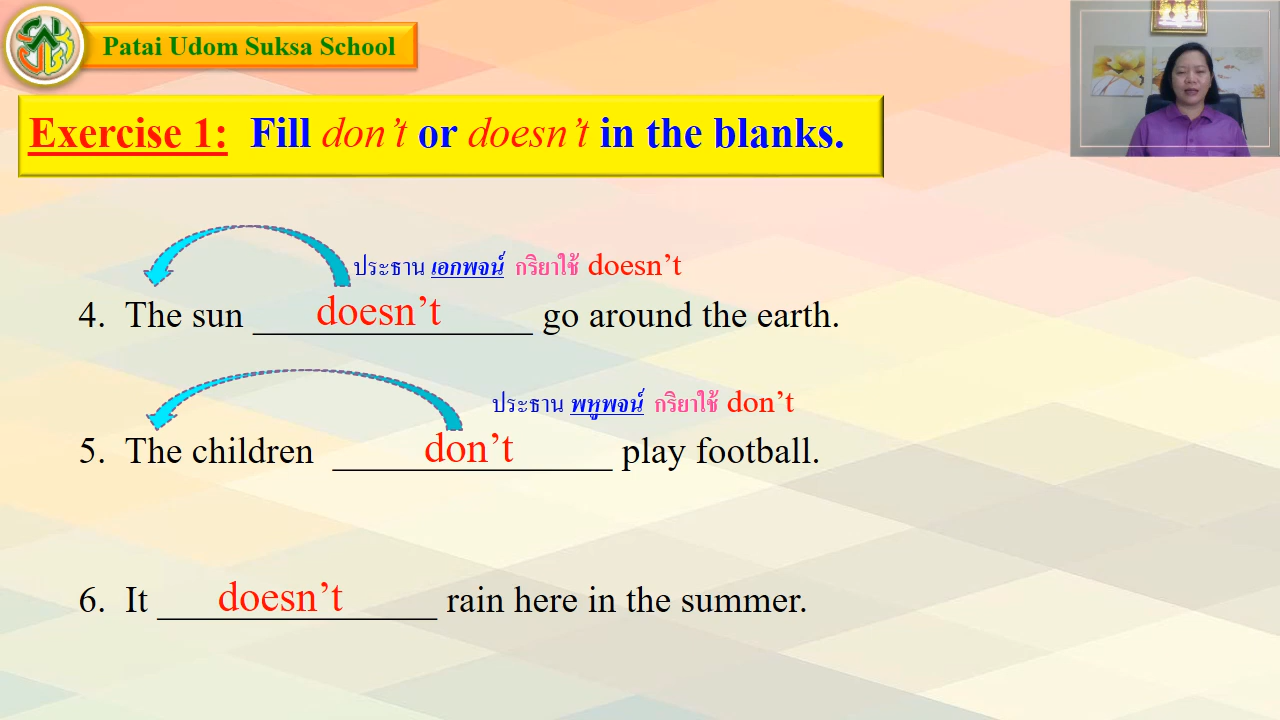 Patai Udom Suksa School
Exercise 1: Fill don’t or doesn’t in the blanks.
ประธาน เอกพจน์ กริยาใช้ doesn’t
4. The sun ______________ doesn’t go around the earth.
ประธาน พหูพจน์ กริยาใช้ don’t
5. The children ______________ don’t play football.
6. It ______________ doesn’t rain here in the summer.